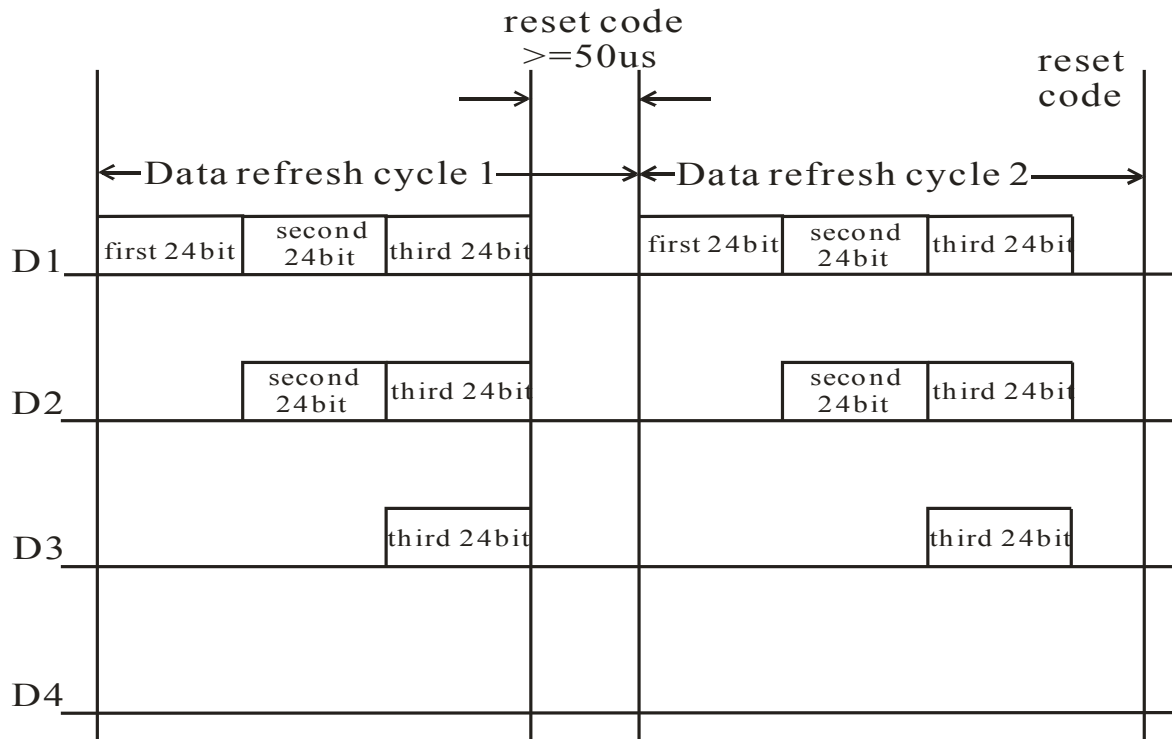 reset code
>=50us
reset
code
Data refresh cycle 1
Data refresh cycle 2
D1
first 24bit
second
24bit
third 24bit
first 24bit
second
24bit
third 24bit
D2
second
24bit
third 24bit
second
24bit
third 24bit
D3
third 24bit
third 24bit
D4